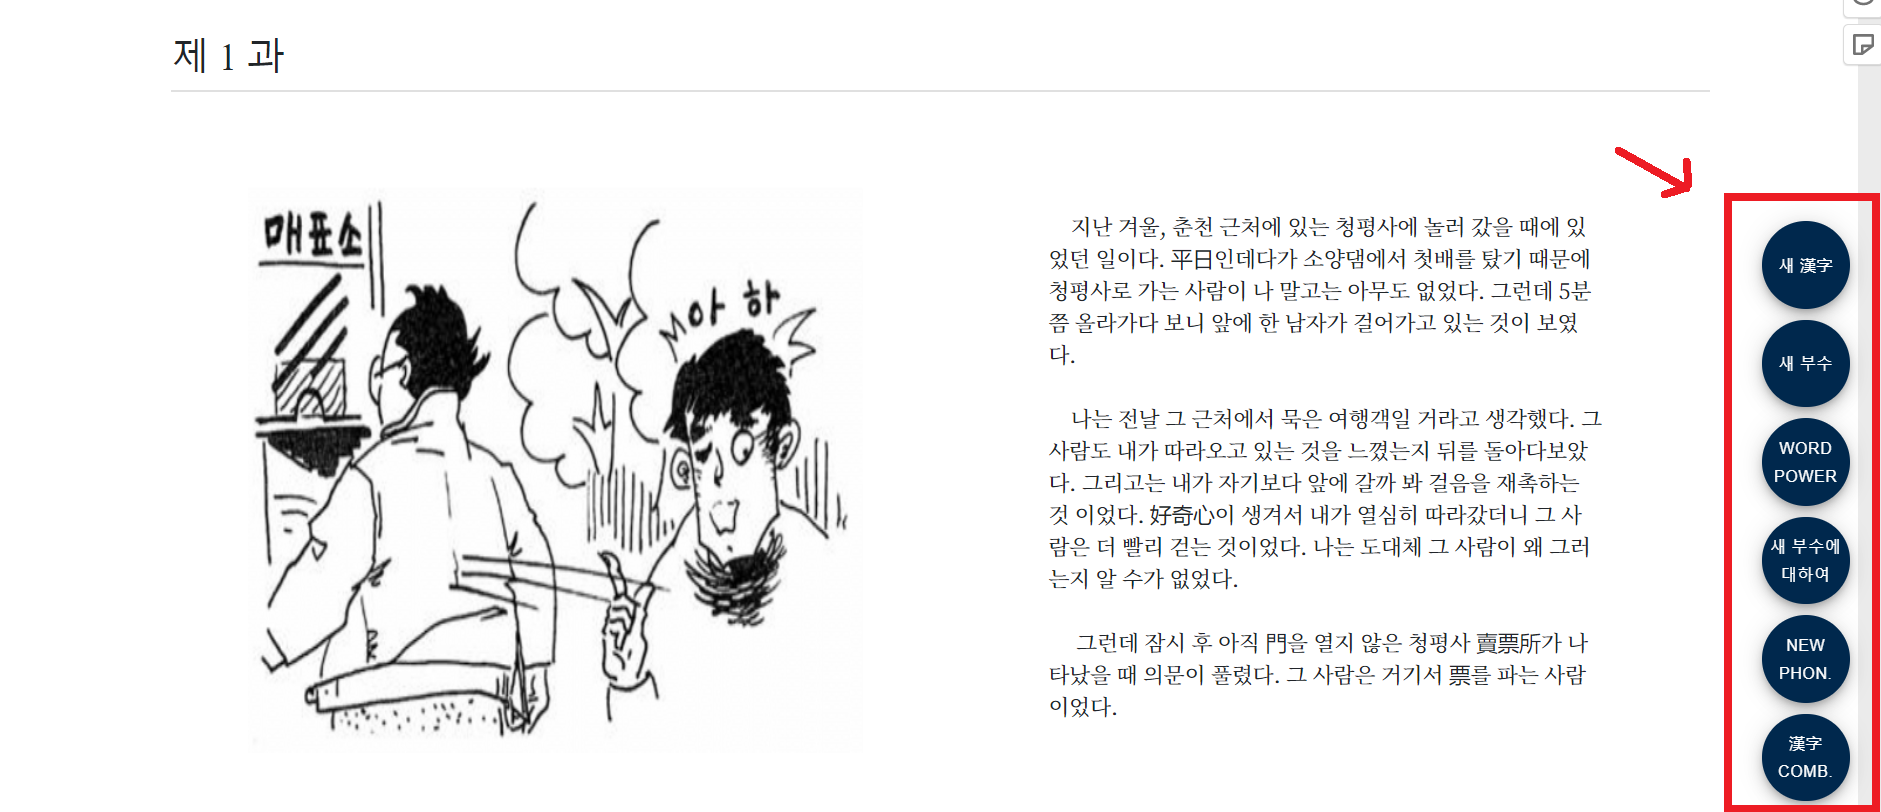 제 1 과
매표소
아 하
지난 겨울, 춘천 근처에 있는 청평사에 놀러 갔을 때에 있
었던 일이다. 平日인데다가 소양댐에서 첫배를 탔기 때문에
청평사로 가는 사람이 나 말고는 아무도 없었다. 그런데 5분
쯤 올라가다 보니 앞에 한 남자가 걸어가고 있는 것이 보였
다.
나는 전날 그 근처에서 묵은 여행객일 거라고 생각했다. 그
사람도 내가 따라오고 있는 것을 느꼈는지 뒤를 돌아다보았
다. 그리고는 내가 자기보다 앞에 갈까 봐 걸음을 재촉하는
것 이었다. 好奇心이 생겨서 내가 열심히 따라갔더니 그 사
람은 더 빨리 걷는 것이었다. 나는 도대체 그 사람이 왜 그러
는지 알 수가 없었다.
그런데 잠시 후 아직 門을 열지 않은 청평사 賣票所가 나
타났을 때 의문이 풀렸다. 그 사람은 거기서 票를 파는 사람
이었다.
새 漢字
새 부수
WORD
POWER
새 부수에
대하여
NEW
PHON.
漢字
COMB.